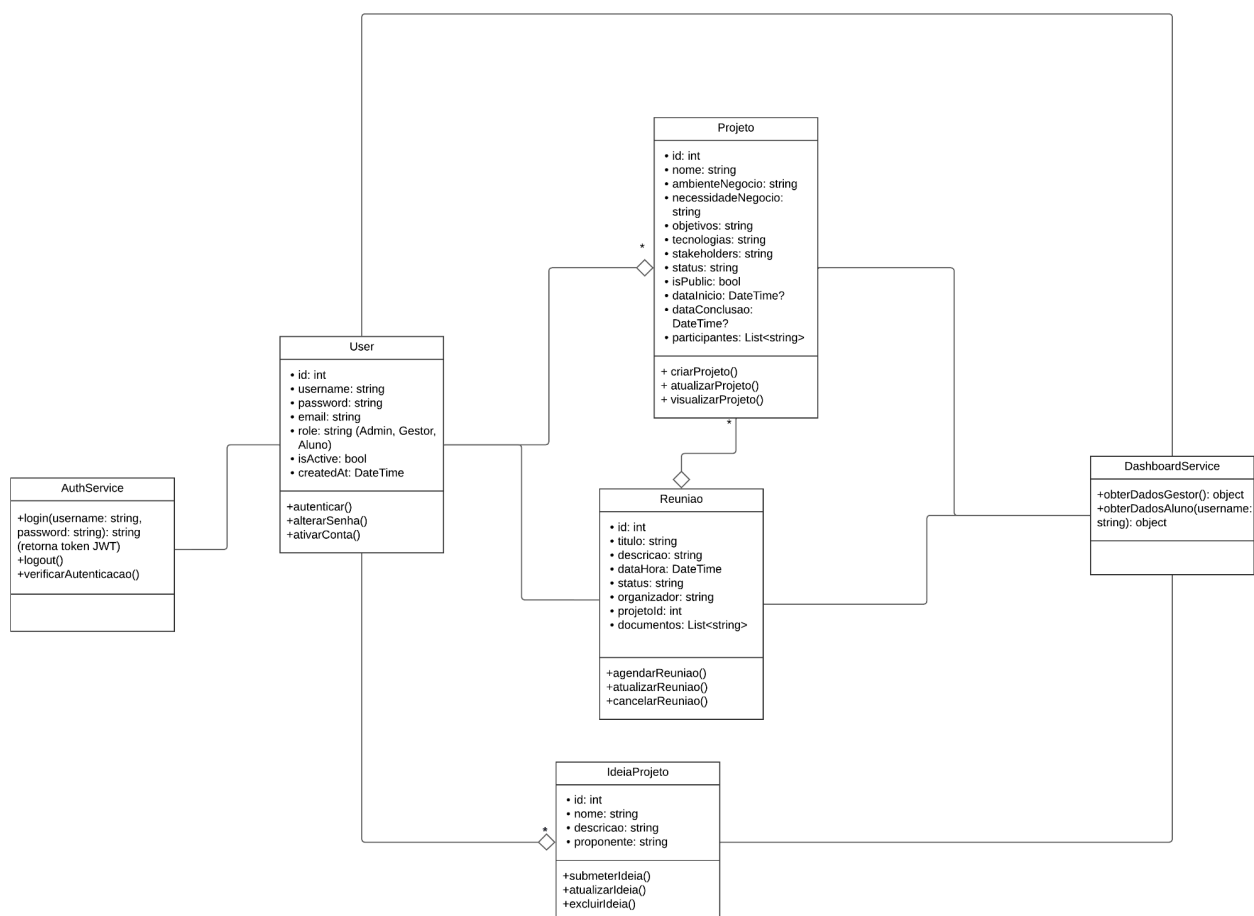 Projeto
• id: int
• nome: string
• ambienteNegocio: string
• necessidadeNegocio:
string
• objetivos: string
• tecnologias: string
• stakeholders: string
• status: string
• isPublic: bool
• dataInicio: DateTime?
• dataConclusao:
DateTime?
• participantes: List<string>
+ criarProjeto()
+ atualizarProjeto()
+ visualizarProjeto()
*
*
User
• id: int
• username: string
• password: string
• email: string
• role: string (Admin, Gestor,
Aluno)
• isActive: bool
• createdAt: DateTime
+autenticar()
+alterarSenha()
+ativarConta()
AuthService
+login(username: string,
password: string): string
(retorna token JWT)
+logout()
+verificarAutenticacao()
Reuniao
• id: int
• titulo: string
• descricao: string
• dataHora: DateTime
• status: string
• organizador: string
• projetoId: int
• documentos: List<string>
+agendarReuniao()
+atualizarReuniao()
+cancelarReuniao()
DashboardService
+obterDadosGestor(): object
+obterDadosAluno(username:
string): object
IdeiaProjeto
• id: int
• nome: string
• descricao: string
• proponente: string
+submeterIdeia()
+atualizarIdeia()
+excluirIdeia()
*